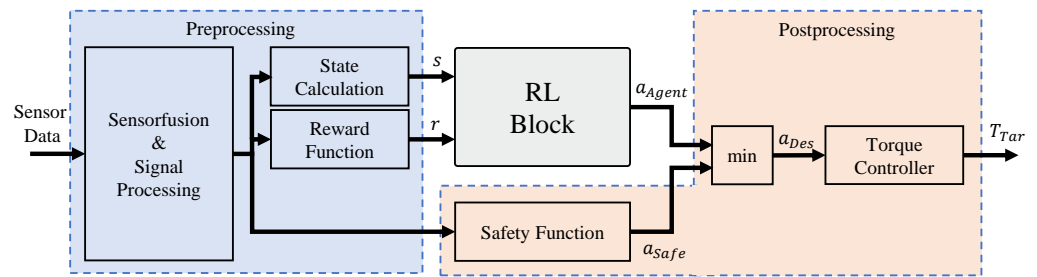 Preprocessing
Postprocessing
Sensor
Data
Sensorfusion
&
Signal
Processing
State
Calculation
Reward
Function
s
r
RL
Block
a_Agent
min
a_Des
Torque
Controller
T_Tar
Safety Function
a_Safe